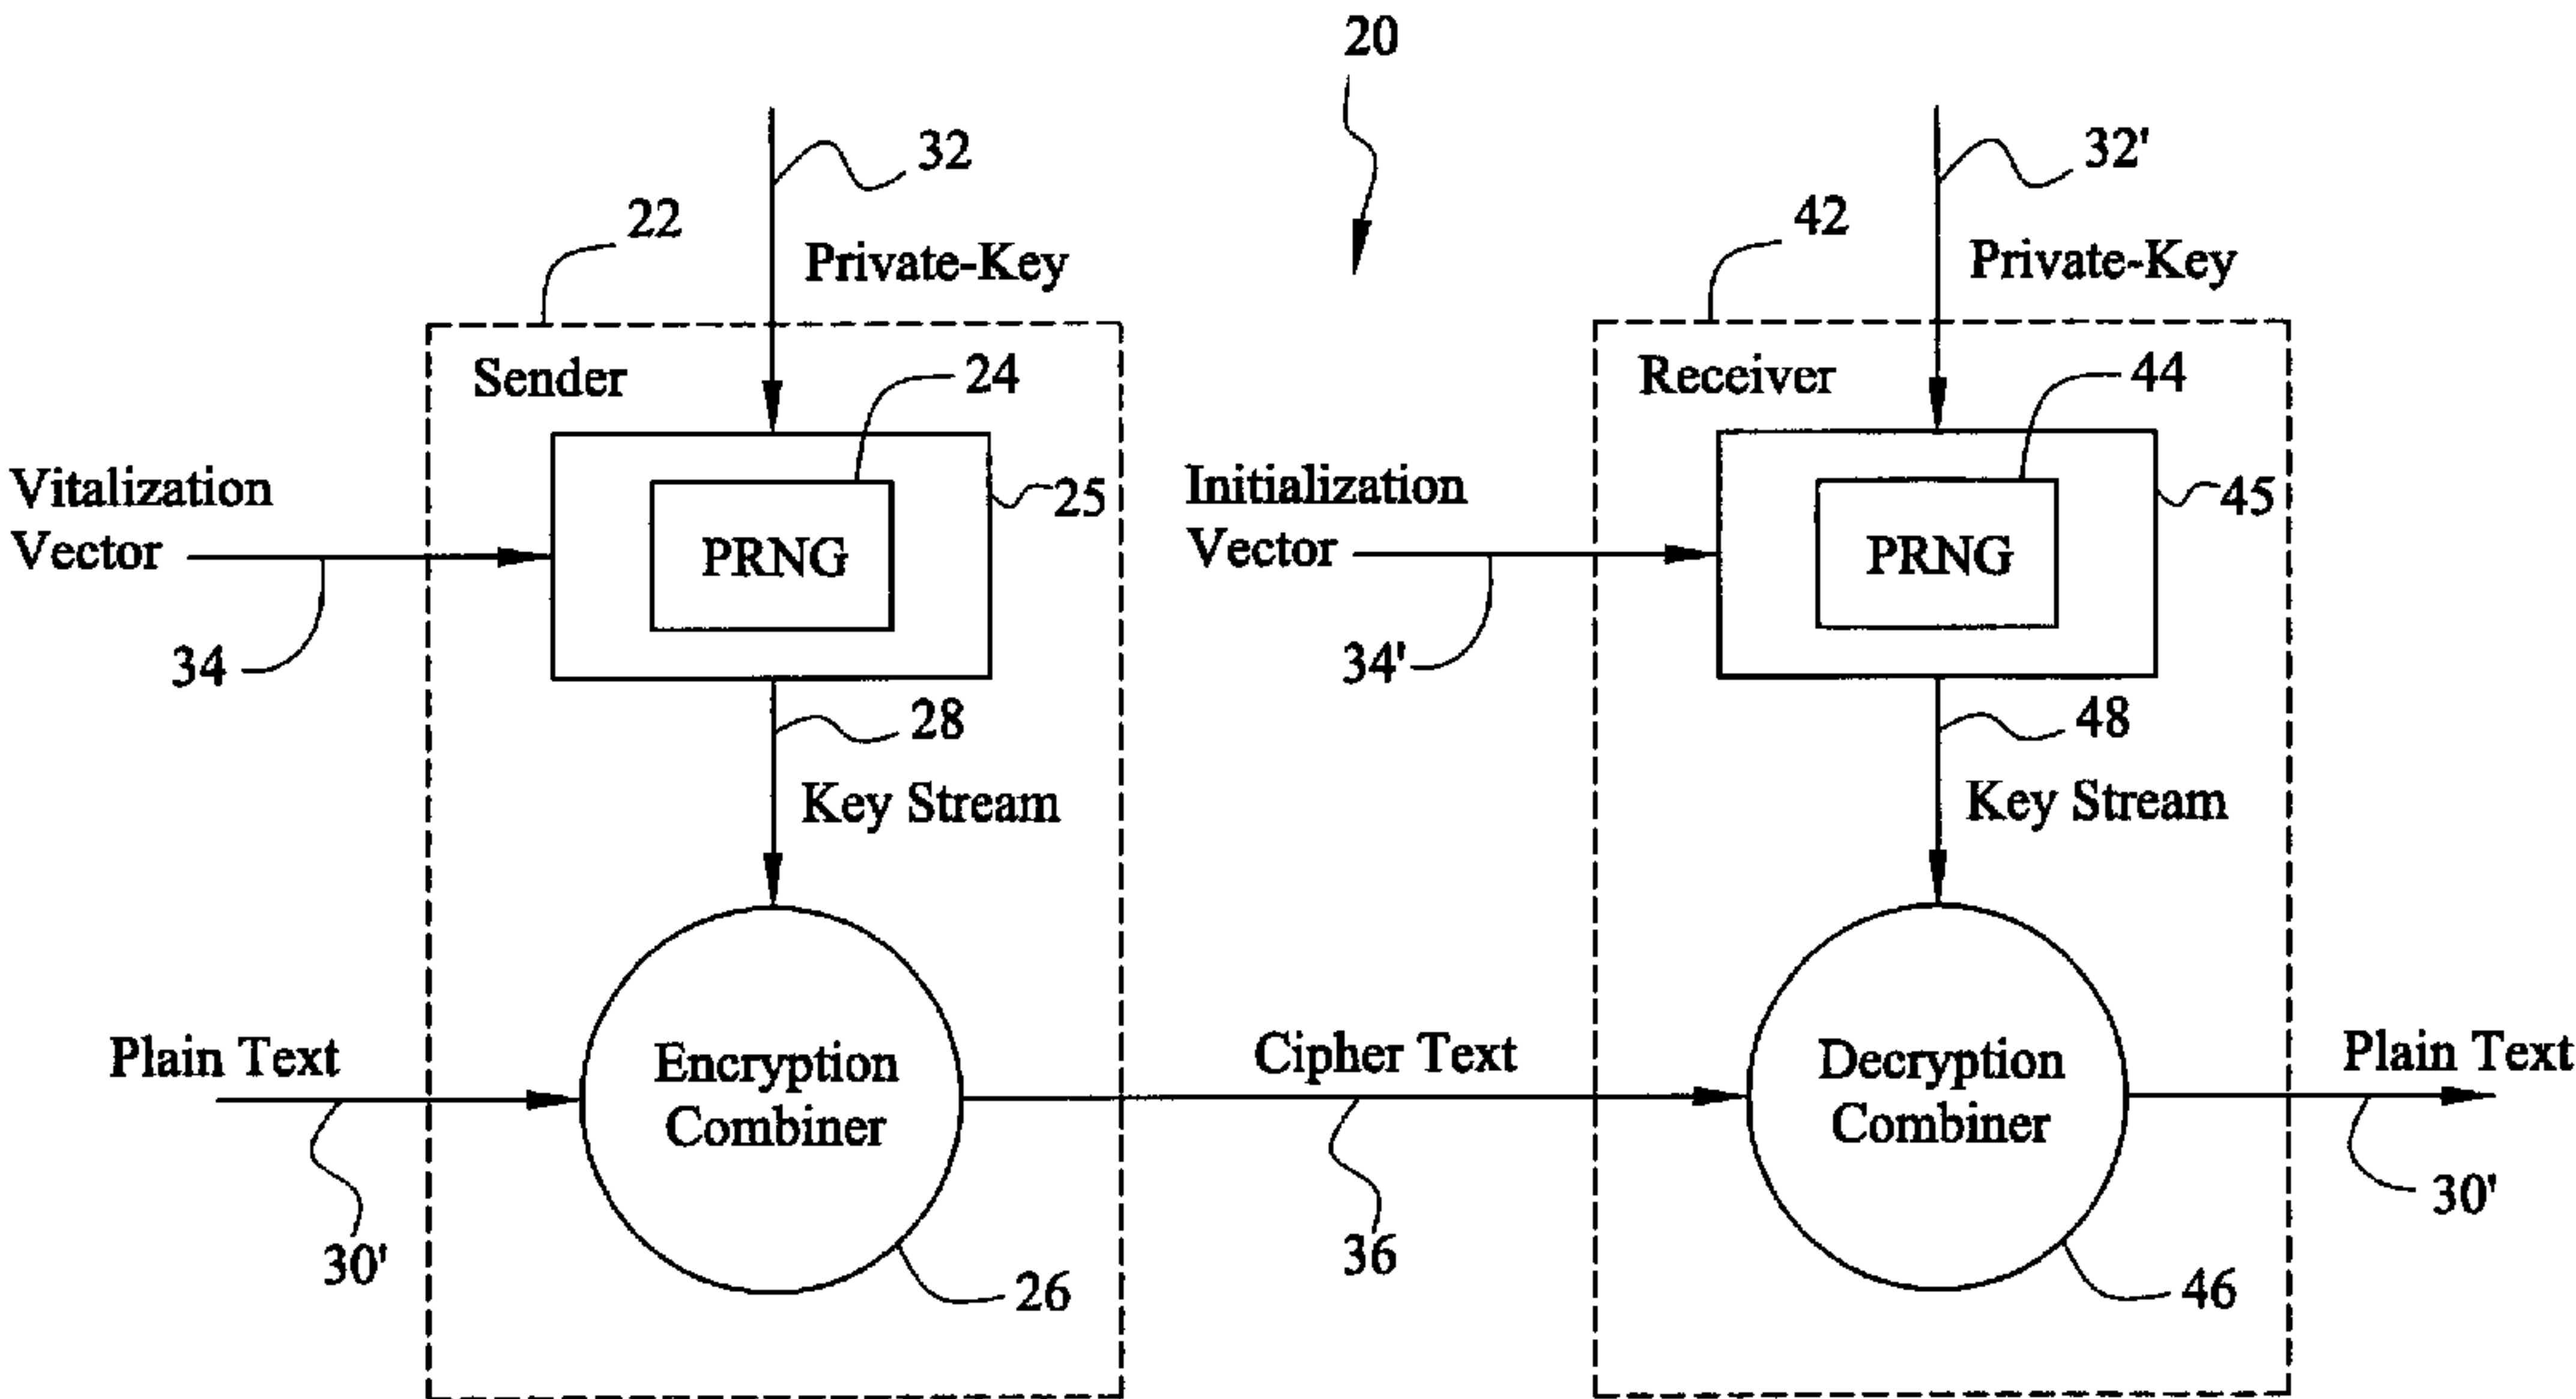 20
32
32'
22
Private-Key
42
Private-Key
Sender
24
Receiver
44
Vitalization
Vector
25
PRNG
Initialization
Vector
45
PRNG
34
34'
28
Key Stream
48
Key Stream
Plain Text
Encryption
Combiner
Cipher Text
Decryption
Combiner
Plain Text
30'
26
36
46
30'